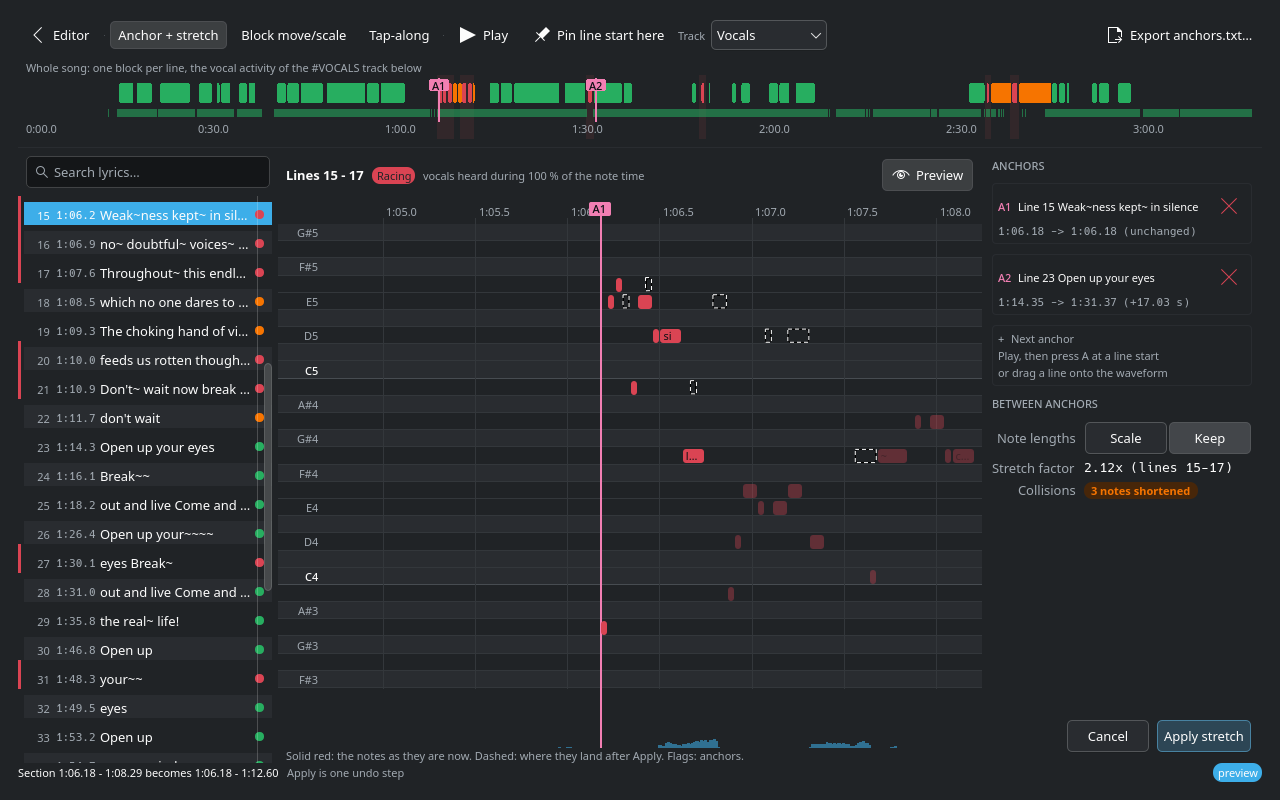 Editor Anchor + stretch Block move/scale Tap-along Play Pin line start here Track Vocals Export anchors.txt...
Whole song: one block per line, the vocal activity of the #VOCALS track below
A1 A2
0:00.0 0:30.0 1:00.0 1:30.0 2:00.0 2:30.0 3:00.0
Search lyrics...
Lines 15 - 17 Racing vocals heard during 100 % of the note time Preview
15 1:06.2 Weak~ness kept~ in sil...
16 1:06.9 no~ doubtful~ voices~ ...
17 1:07.6 Throughout~ this endl...
18 1:08.5 which no one dares to ...
19 1:09.3 The choking hand of vi...
20 1:10.0 feeds us rotten though...
21 1:10.9 Don't~ wait now break ...
22 1:11.7 don't wait
23 1:14.3 Open up your eyes
24 1:16.1 Break~~
25 1:18.2 out and live Come and ...
26 1:26.4 Open up your~~~~
27 1:30.1 eyes Break~
28 1:31.0 out and live Come and ...
29 1:35.8 the real~ life!
30 1:46.8 Open up
31 1:48.3 your~~
32 1:49.5 eyes
33 1:53.2 Open up
A1
1:05.0 1:05.5 1:06.5 1:07.0 1:07.5 1:08.0
G#5
F#5
E5
D5 si
C5
A#4
G#4
l...
F#4
E4
D4
C4
A#3
G#3
F#3
Solid red: the notes as they are now. Dashed: where they land after Apply. Flags: anchors.
ANCHORS
A1 Line 15 Weak~ness kept~ in silence
1:06.18 -> 1:06.18 (unchanged)
A2 Line 23 Open up your eyes
1:14.35 -> 1:31.37 (+17.03 s)
+ Next anchor
Play, then press A at a line start
or drag a line onto the waveform
BETWEEN ANCHORS
Note lengths Scale Keep
Stretch factor 2.12x (lines 15-17)
Collisions 3 notes shortened
Cancel Apply stretch
Section 1:06.18 - 1:08.29 becomes 1:06.18 - 1:12.60 Apply is one undo step preview